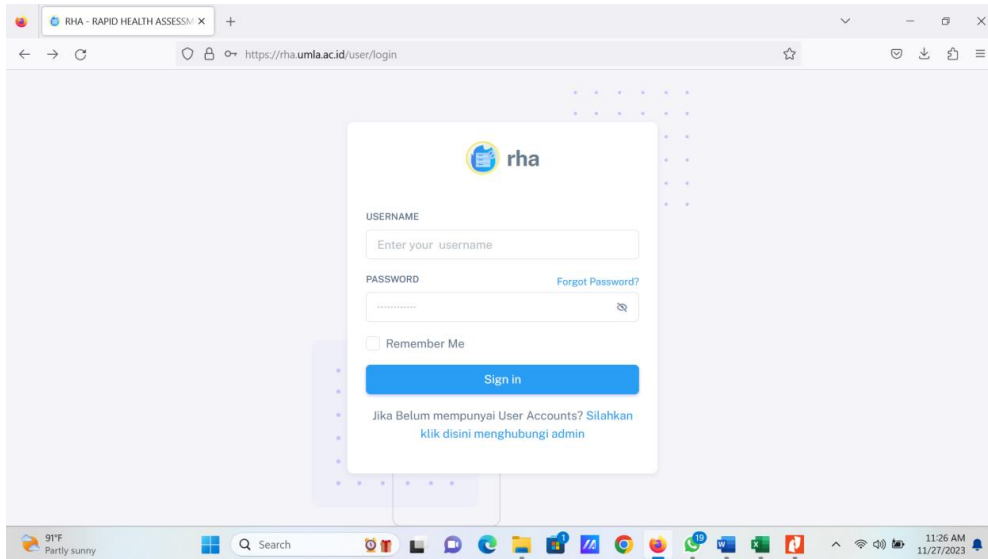 RHA - RAPID HEALTH ASSESSM
https://rha.umla.ac.id/user/login
rha
USERNAME
Enter your username
PASSWORD Forgot Password?
Remember Me
Sign in
Jika Belum mempunyai User Accounts? Silahkan
klik disini menghubungi admin
91°F
Partly sunny
Search
19
11:26 AM
11/27/2023